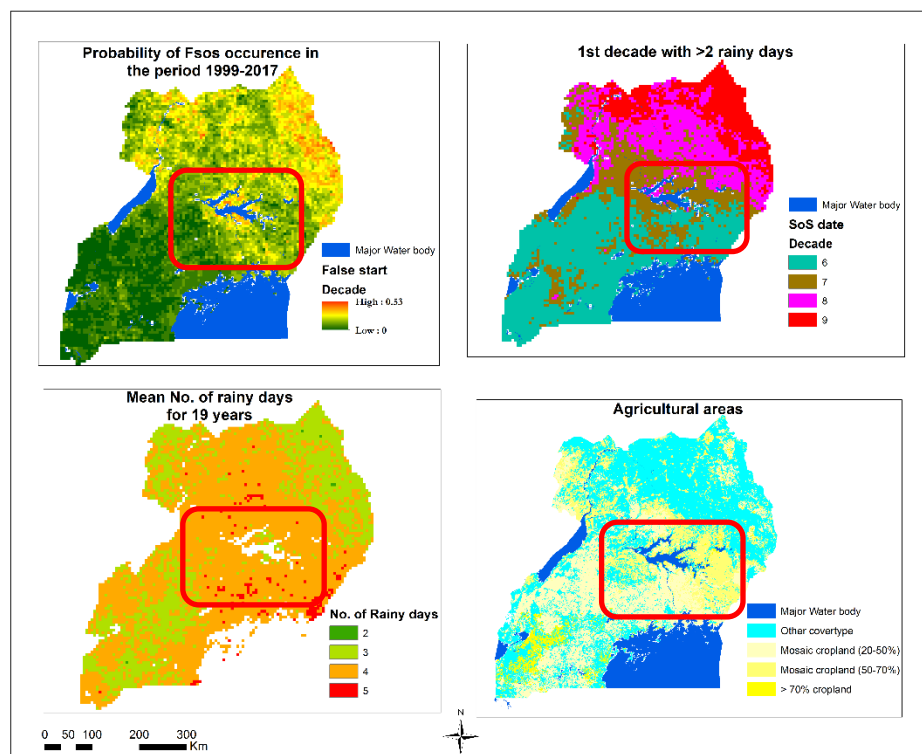 Probability of Fsos occurence in
the period 1999-2017
Major Water body
False start
Decade
High : 0.53
Low : 0
1st decade with >2 rainy days
Major Water body
SoS date
Decade
6
7
8
9
Mean No. of rainy days
for 19 years
No. of Rainy days
2
3
4
5
Agricultural areas
Major Water body
Other covertype
Mosaic cropland (20-50%)
Mosaic cropland (50-70%)
> 70% cropland
0 50 100 200 300
Km
N